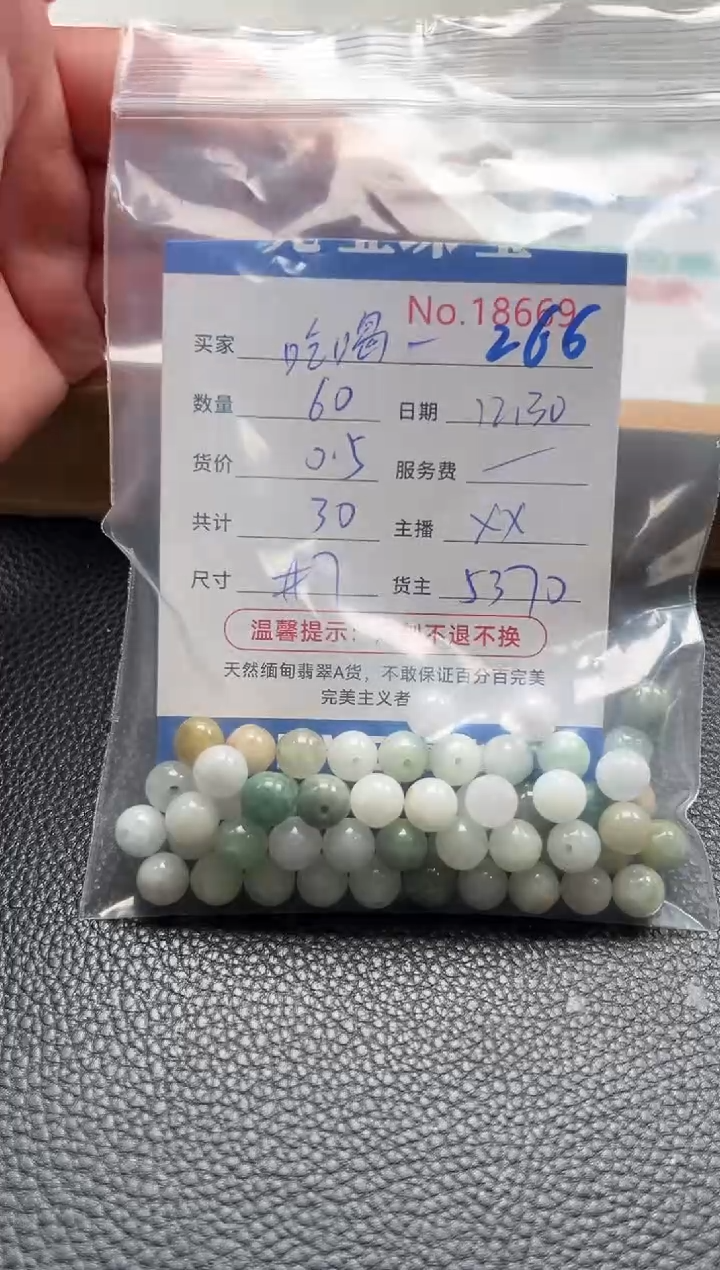 No.18669
买家 吃喝一 266
数量 60 日期 12.30
货价 0.5 服务费 —
共计 30 主播 XX
尺寸 #7 货主 5370
温馨提示: 不退不换
天然缅甸翡翠A货，不敢保证百分百完美
完美主义者